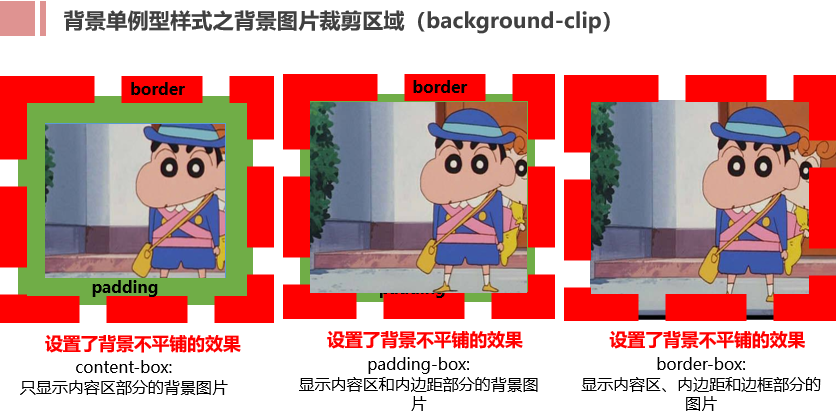 背景单例型样式之背景图片裁剪区域（background-clip）
border
padding
设置了背景不平铺的效果
content-box:
只显示内容区部分的背景图片
border
padding
设置了背景不平铺的效果
padding-box:
显示内容区和内边距部分的背景图
片
设置了背景不平铺的效果
border-box:
显示内容区、内边距和边框部分的
图片